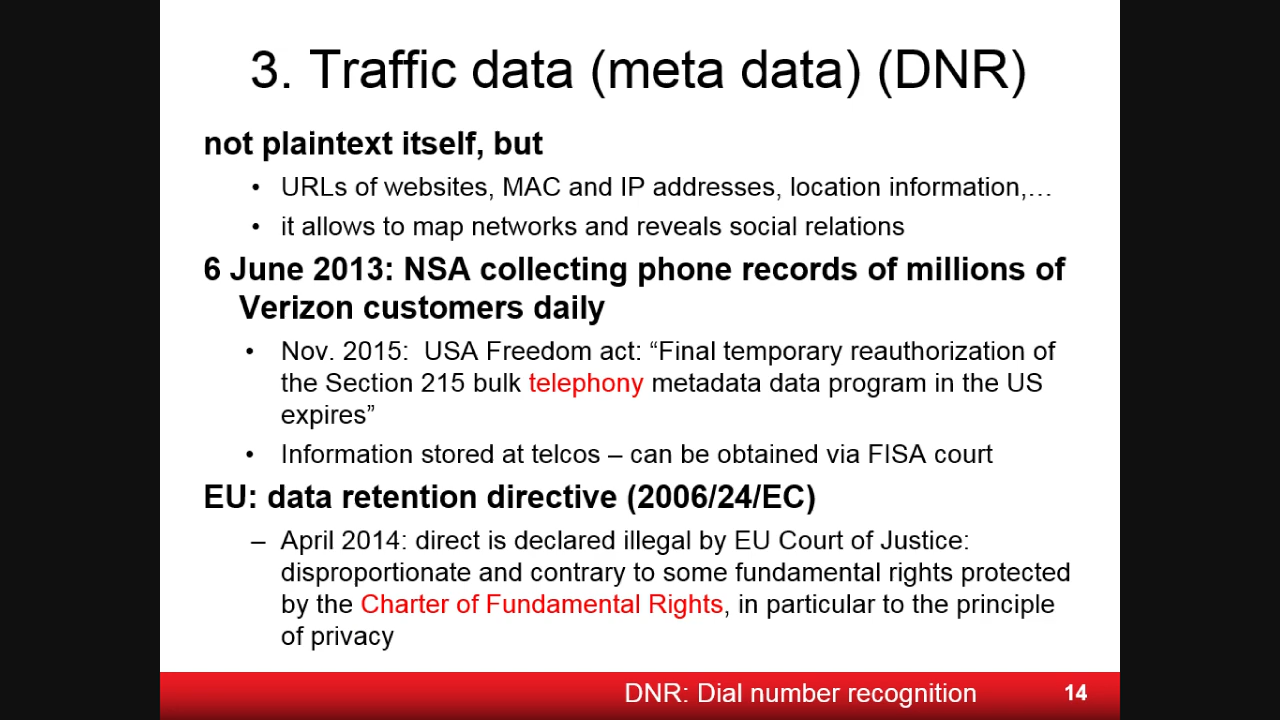 3. Traffic data (meta data) (DNR)
not plaintext itself, but
• URLs of websites, MAC and IP addresses, location information,…
• it allows to map networks and reveals social relations
6 June 2013: NSA collecting phone records of millions of
Verizon customers daily
• Nov. 2015:  USA Freedom act: “Final temporary reauthorization of
the Section 215 bulk telephony metadata data program in the US
expires”
• Information stored at telcos – can be obtained via FISA court
EU: data retention directive (2006/24/EC)
– April 2014: direct is declared illegal by EU Court of Justice:
disproportionate and contrary to some fundamental rights protected
by the Charter of Fundamental Rights, in particular to the principle
of privacy
DNR: Dial number recognition 14